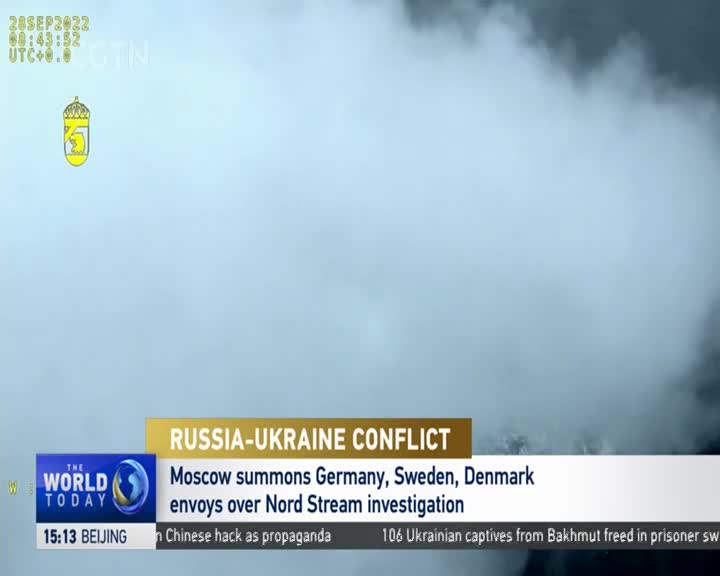 28SEP2022
08:43:52
UTC+0.0
CGTN
RUSSIA-UKRAINE CONFLICT
THE
WORLD
TODAY
Moscow summons Germany, Sweden, Denmark
envoys over Nord Stream investigation
15:13 BEIJING
n Chinese hack as propaganda 106 Ukrainian captives from Bakhmut freed in prisoner sw
W